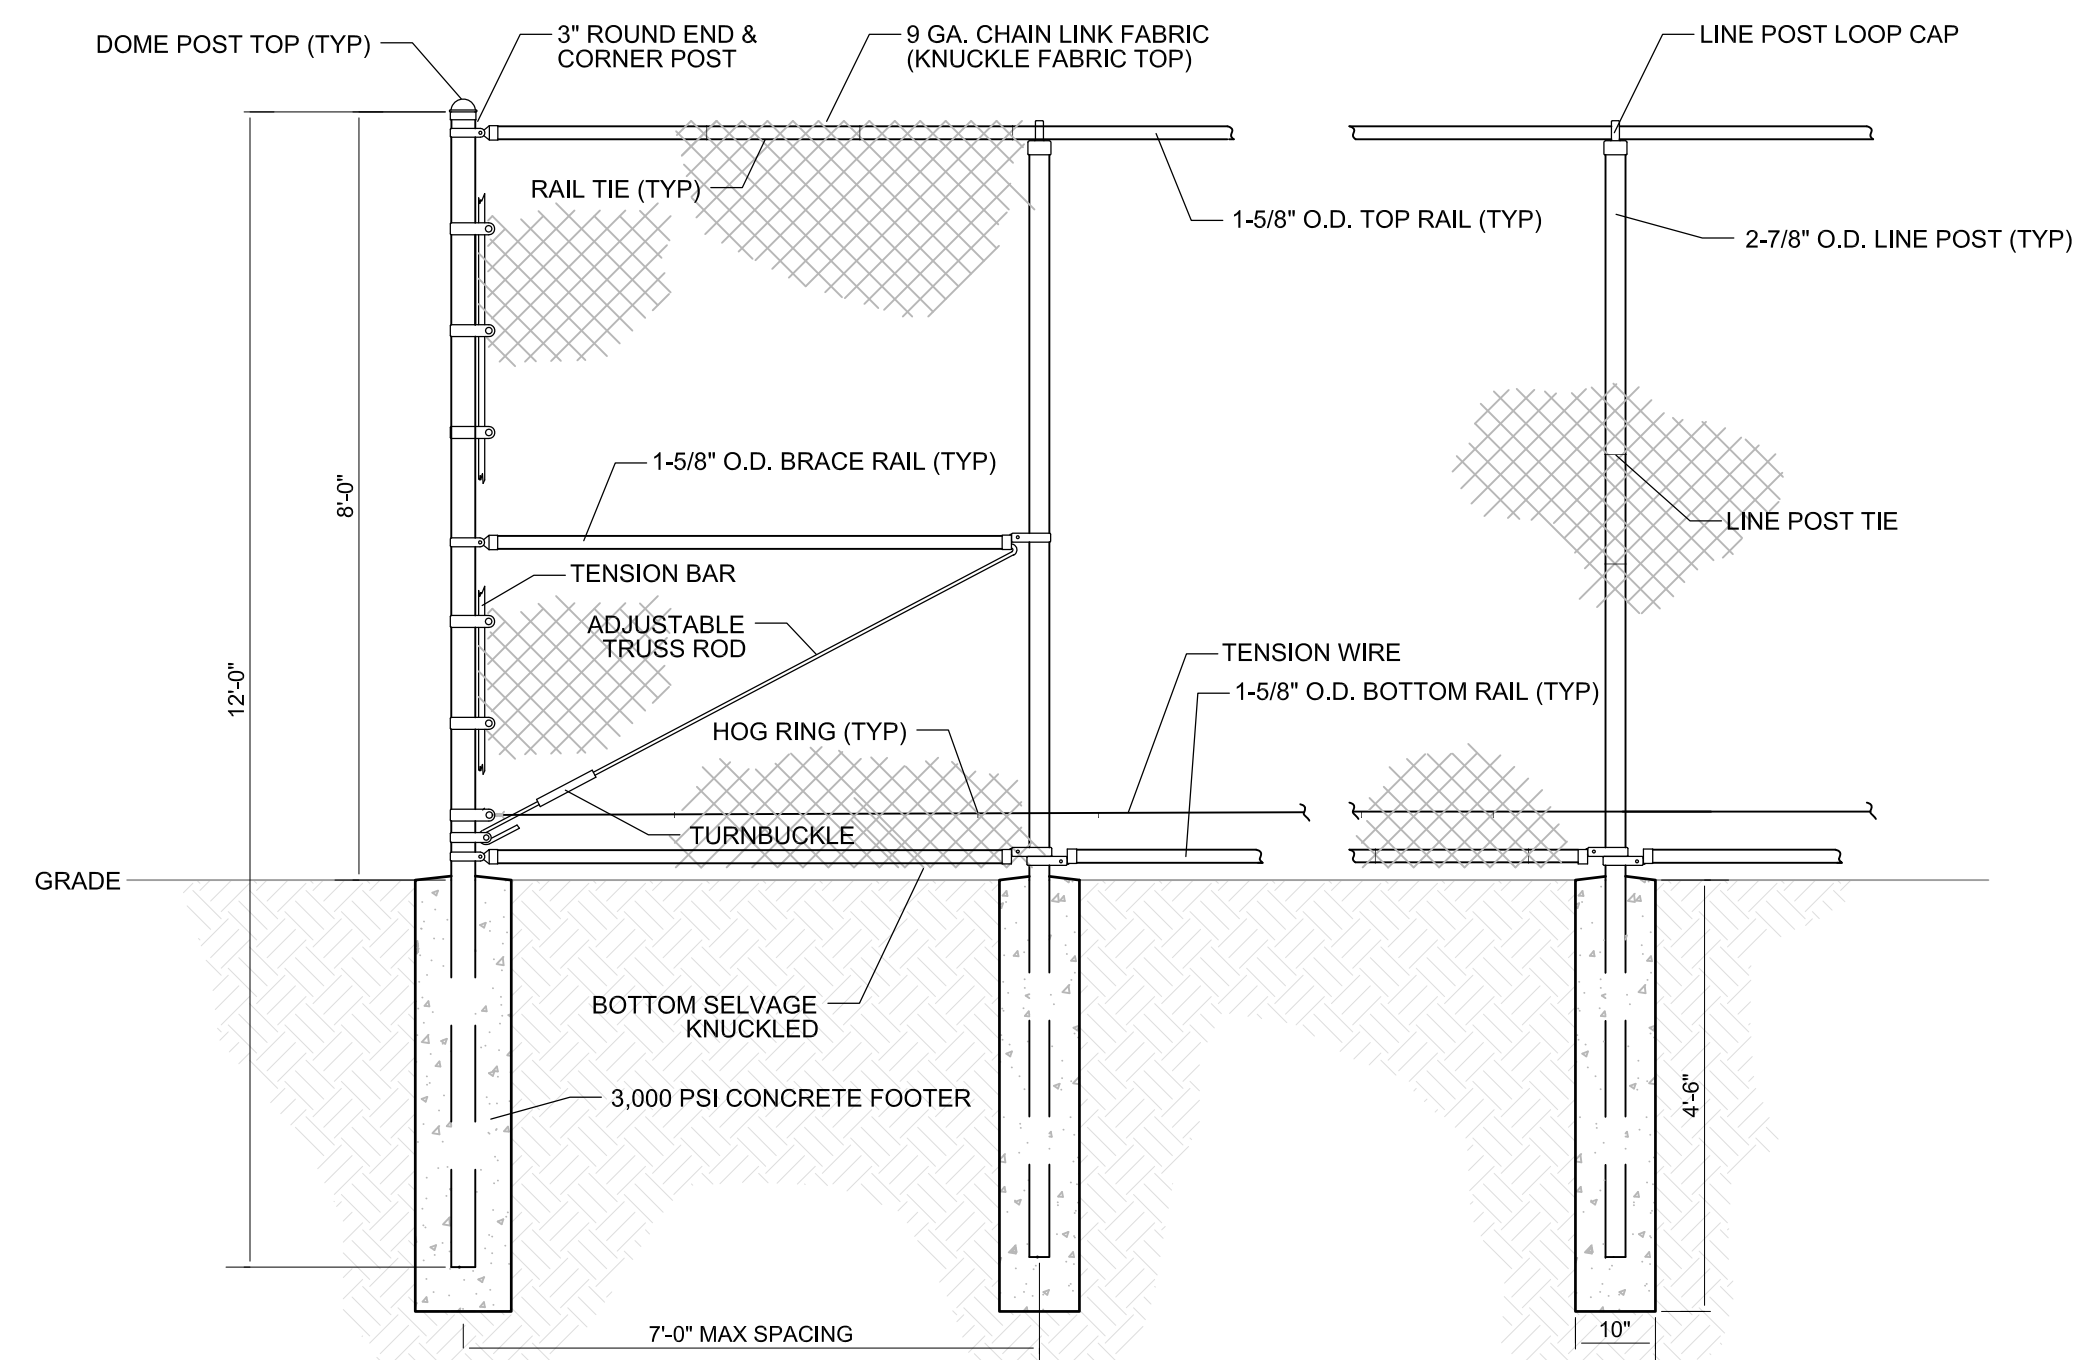 DOME POST TOP (TYP)
3" ROUND END &
CORNER POST
9 GA. CHAIN LINK FABRIC
(KNUCKLE FABRIC TOP)
LINE POST LOOP CAP
RAIL TIE (TYP)
1-5/8" O.D. TOP RAIL (TYP)
2-7/8" O.D. LINE POST (TYP)
8'-0"
1-5/8" O.D. BRACE RAIL (TYP)
LINE POST TIE
TENSION BAR
ADJUSTABLE
TRUSS ROD
12'-0"
TENSION WIRE
1-5/8" O.D. BOTTOM RAIL (TYP)
HOG RING (TYP)
TURNBUCKLE
GRADE
BOTTOM SELVAGE
KNUCKLED
3,000 PSI CONCRETE FOOTER
4'-6"
7'-0" MAX SPACING
10"